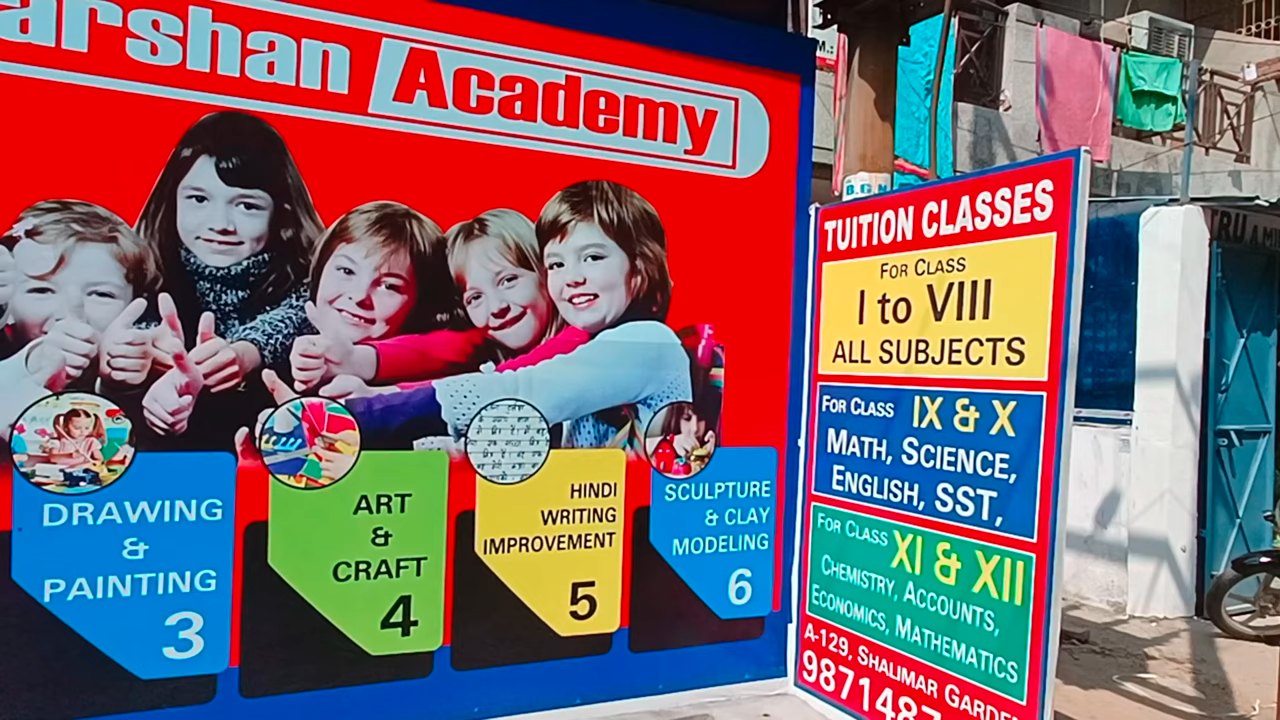 arshan Academy
DRAWING
&
PAINTING
3
ART
&
CRAFT
4
HINDI
WRITING
IMPROVEMENT
5
SCULPTURE
& CLAY
MODELING
6
TUITION CLASSES
FOR CLASS
I to VIII
ALL SUBJECTS
FOR CLASS IX & X
MATH, SCIENCE,
ENGLISH, SST,
FOR CLASS XI & XII
CHEMISTRY, ACCOUNTS,
ECONOMICS, MATHEMATICS
A-129, SHALIMAR GARDE
9871487